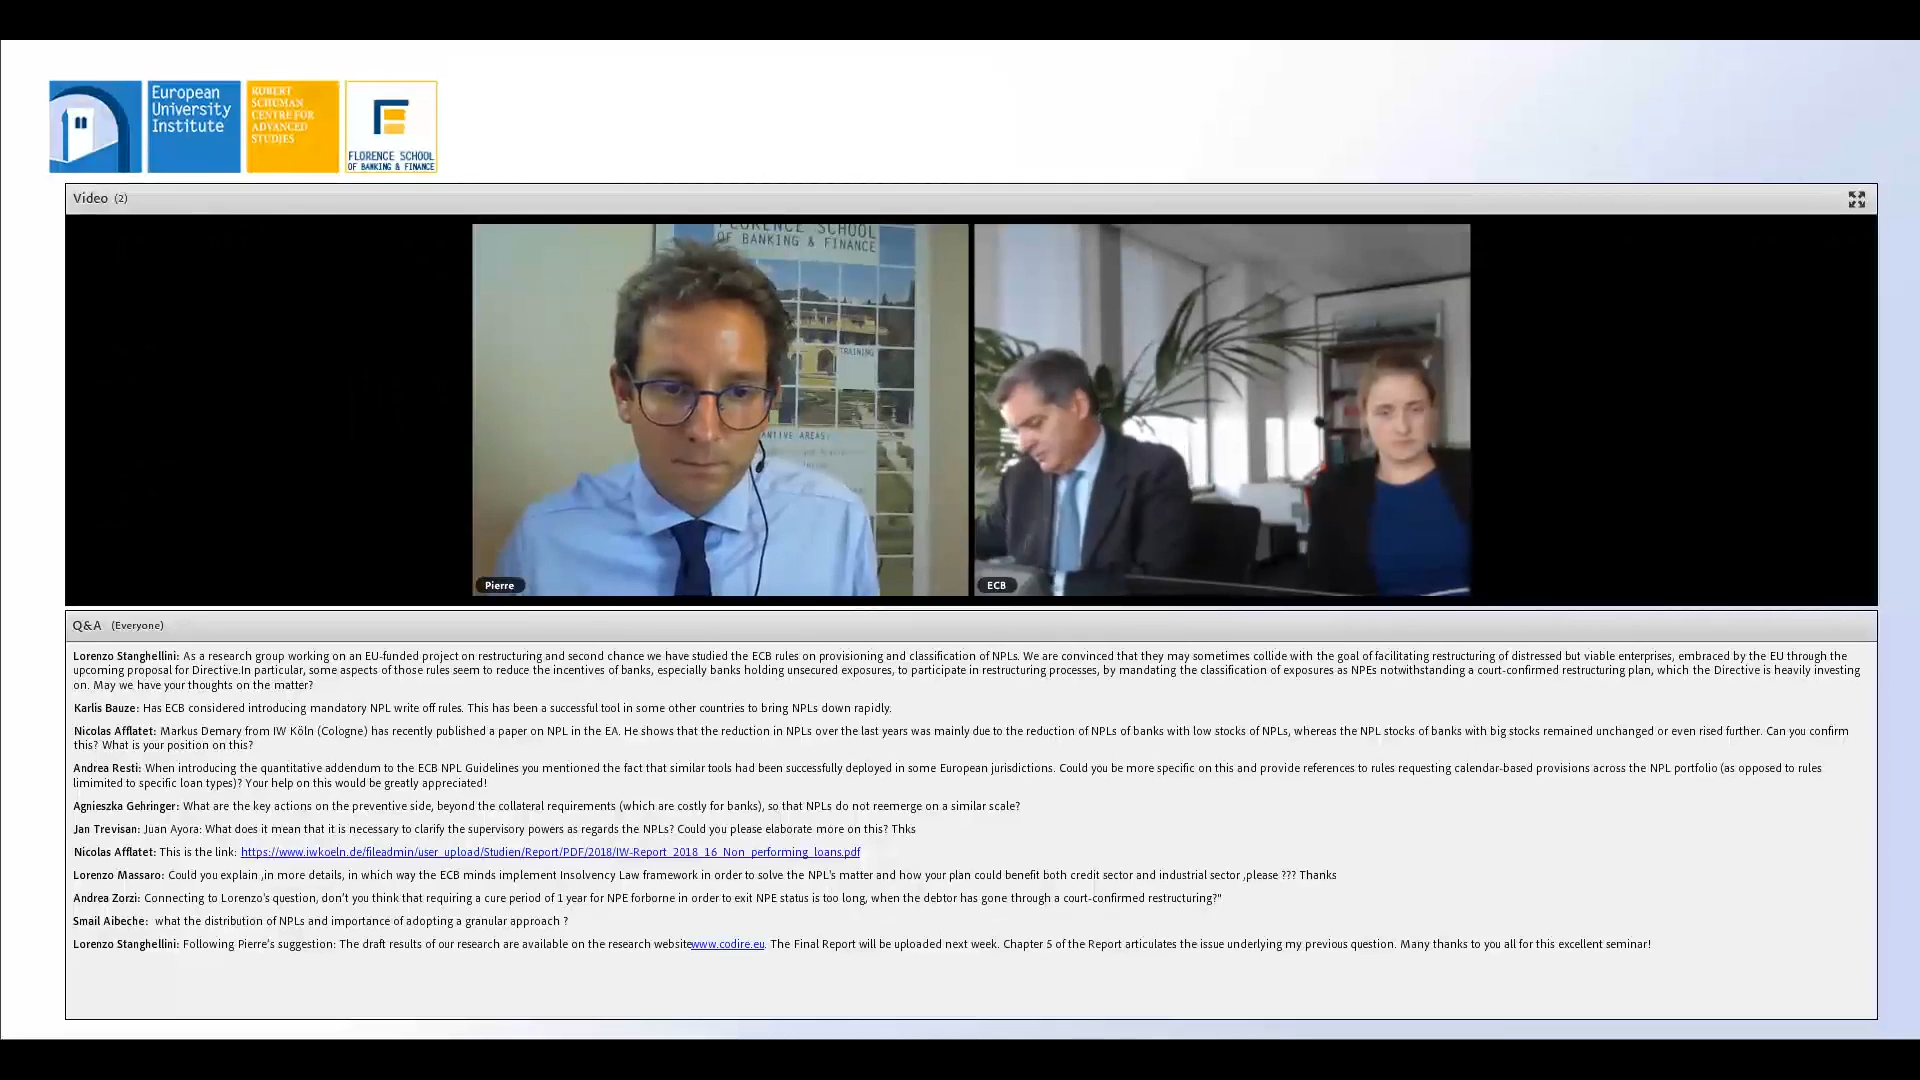 European
University
Institute
ROBERT
SCHUMAN
CENTRE FOR
ADVANCED
STUDIES
FLORENCE SCHOOL
OF BANKING & FINANCE
Video (2)
FLORENCE SCHOOL
OF BANKING & FINANCE
TRAINING
ANTIVE AREAS:
Pierre
ECB
Q&A (Everyone)
Lorenzo Stanghellini: As a research group working on an EU-funded project on restructuring and second chance we have studied the ECB rules on provisioning and classification of NPLs. We are convinced that they may sometimes collide with the goal of facilitating restructuring of distressed but viable enterprises, embraced by the EU through the
upcoming proposal for Directive.In particular, some aspects of those rules seem to reduce the incentives of banks, especially banks holding unsecured exposures, to participate in restructuring processes, by mandating the classification of exposures as NPEs notwithstanding a court-confirmed restructuring plan, which the Directive is heavily investing
on. May we have your thoughts on the matter?
Karlis Bauze: Has ECB considered introducing mandatory NPL write off rules. This has been a successful tool in some other countries to bring NPLs down rapidly.
Nicolas Afflatet: Markus Demary from IW Köln (Cologne) has recently published a paper on NPL in the EA. He shows that the reduction in NPLs over the last years was mainly due to the reduction of NPLs of banks with low stocks of NPLs, whereas the NPL stocks of banks with big stocks remained unchanged or even rised further. Can you confirm
this? What is your position on this?
Andrea Resti: When introducing the quantitative addendum to the ECB NPL Guidelines you mentioned the fact that similar tools had been successfully deployed in some European jurisdictions. Could you be more specific on this and provide references to rules requesting calendar-based provisions across the NPL portfolio (as opposed to rules
limimited to specific loan types)? Your help on this would be greatly appreciated!
Agnieszka Gehringer: What are the key actions on the preventive side, beyond the collateral requirements (which are costly for banks), so that NPLs do not reemerge on a similar scale?
Jan Trevisan: Juan Ayora: What does it mean that it is necessary to clarify the supervisory powers as regards the NPLs? Could you please elaborate more on this? Thks
Nicolas Afflatet: This is the link: https://www.iwkoeln.de/fileadmin/user_upload/Studien/Report/PDF/2018/IW-Report_2018_16_Non_performing_loans.pdf
Lorenzo Massaro: Could you explain ,in more details, in which way the ECB minds implement Insolvency Law framework in order to solve the NPL's matter and how your plan could benefit both credit sector and industrial sector ,please ??? Thanks
Andrea Zorzi: Connecting to Lorenzo's question, don't you think that requiring a cure period of 1 year for NPE forborne in order to exit NPE status is too long, when the debtor has gone through a court-confirmed restructuring?"
Smail Aibeche: what the distribution of NPLs and importance of adopting a granular approach ?
Lorenzo Stanghellini: Following Pierre's suggestion: The draft results of our research are available on the research websitewww.codire.eu. The Final Report will be uploaded next week. Chapter 5 of the Report articulates the issue underlying my previous question. Many thanks to you all for this excellent seminar!